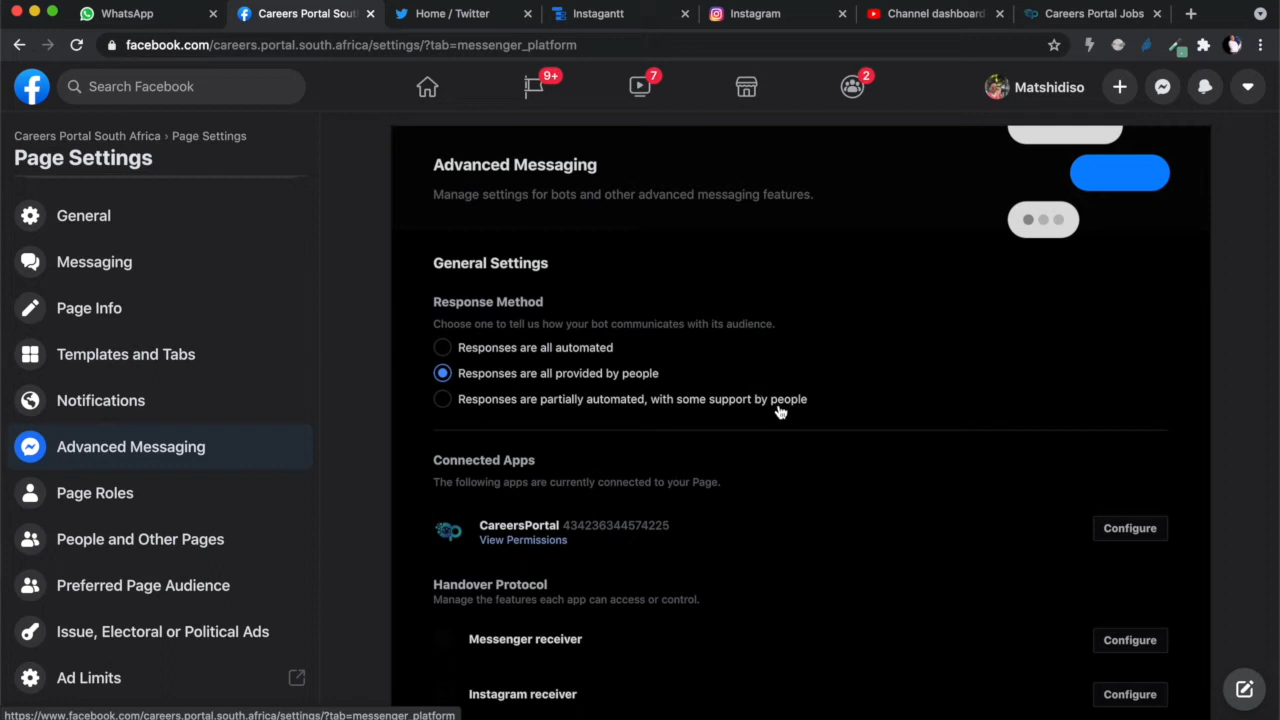 WhatsApp
Careers Portal Sout
Home / Twitter
Instagantt
Instagram
Channel dashboard
Careers Portal Jobs
facebook.com/careers.portal.south.africa/settings/?tab=messenger_platform
Search Facebook
9+
7
2
Matshidiso
Careers Portal South Africa › Page Settings
Page Settings
General
Messaging
Page Info
Templates and Tabs
Notifications
Advanced Messaging
Page Roles
People and Other Pages
Preferred Page Audience
Issue, Electoral or Political Ads
Ad Limits
Advanced Messaging
Manage settings for bots and other advanced messaging features.
General Settings
Response Method
Choose one to tell us how your bot communicates with its audience.
Responses are all automated
Responses are all provided by people
Responses are partially automated, with some support by people
Connected Apps
The following apps are currently connected to your Page.
CareersPortal 434236344574225
View Permissions
Configure
Handover Protocol
Manage the features each app can access or control.
Messenger receiver
Configure
Instagram receiver
Configure
https://www.facebook.com/careers.portal.south.africa/settings/?tab=messenger_platform